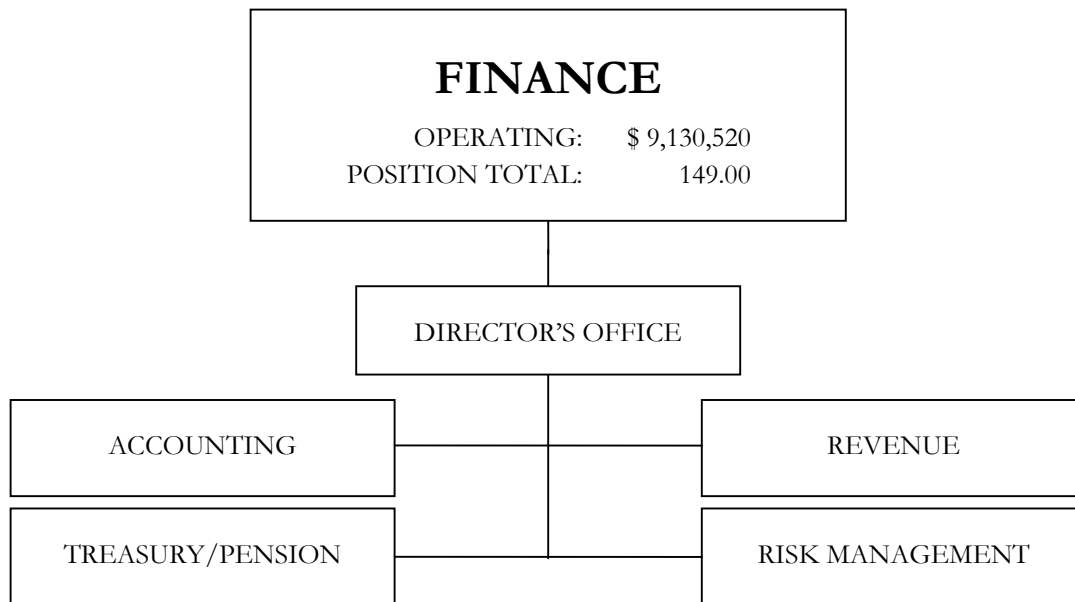 FINANCE
OPERATING: $ 9,130,520
POSITION TOTAL: 149.00
DIRECTOR’S OFFICE
ACCOUNTING
REVENUE
TREASURY/PENSION
RISK MANAGEMENT